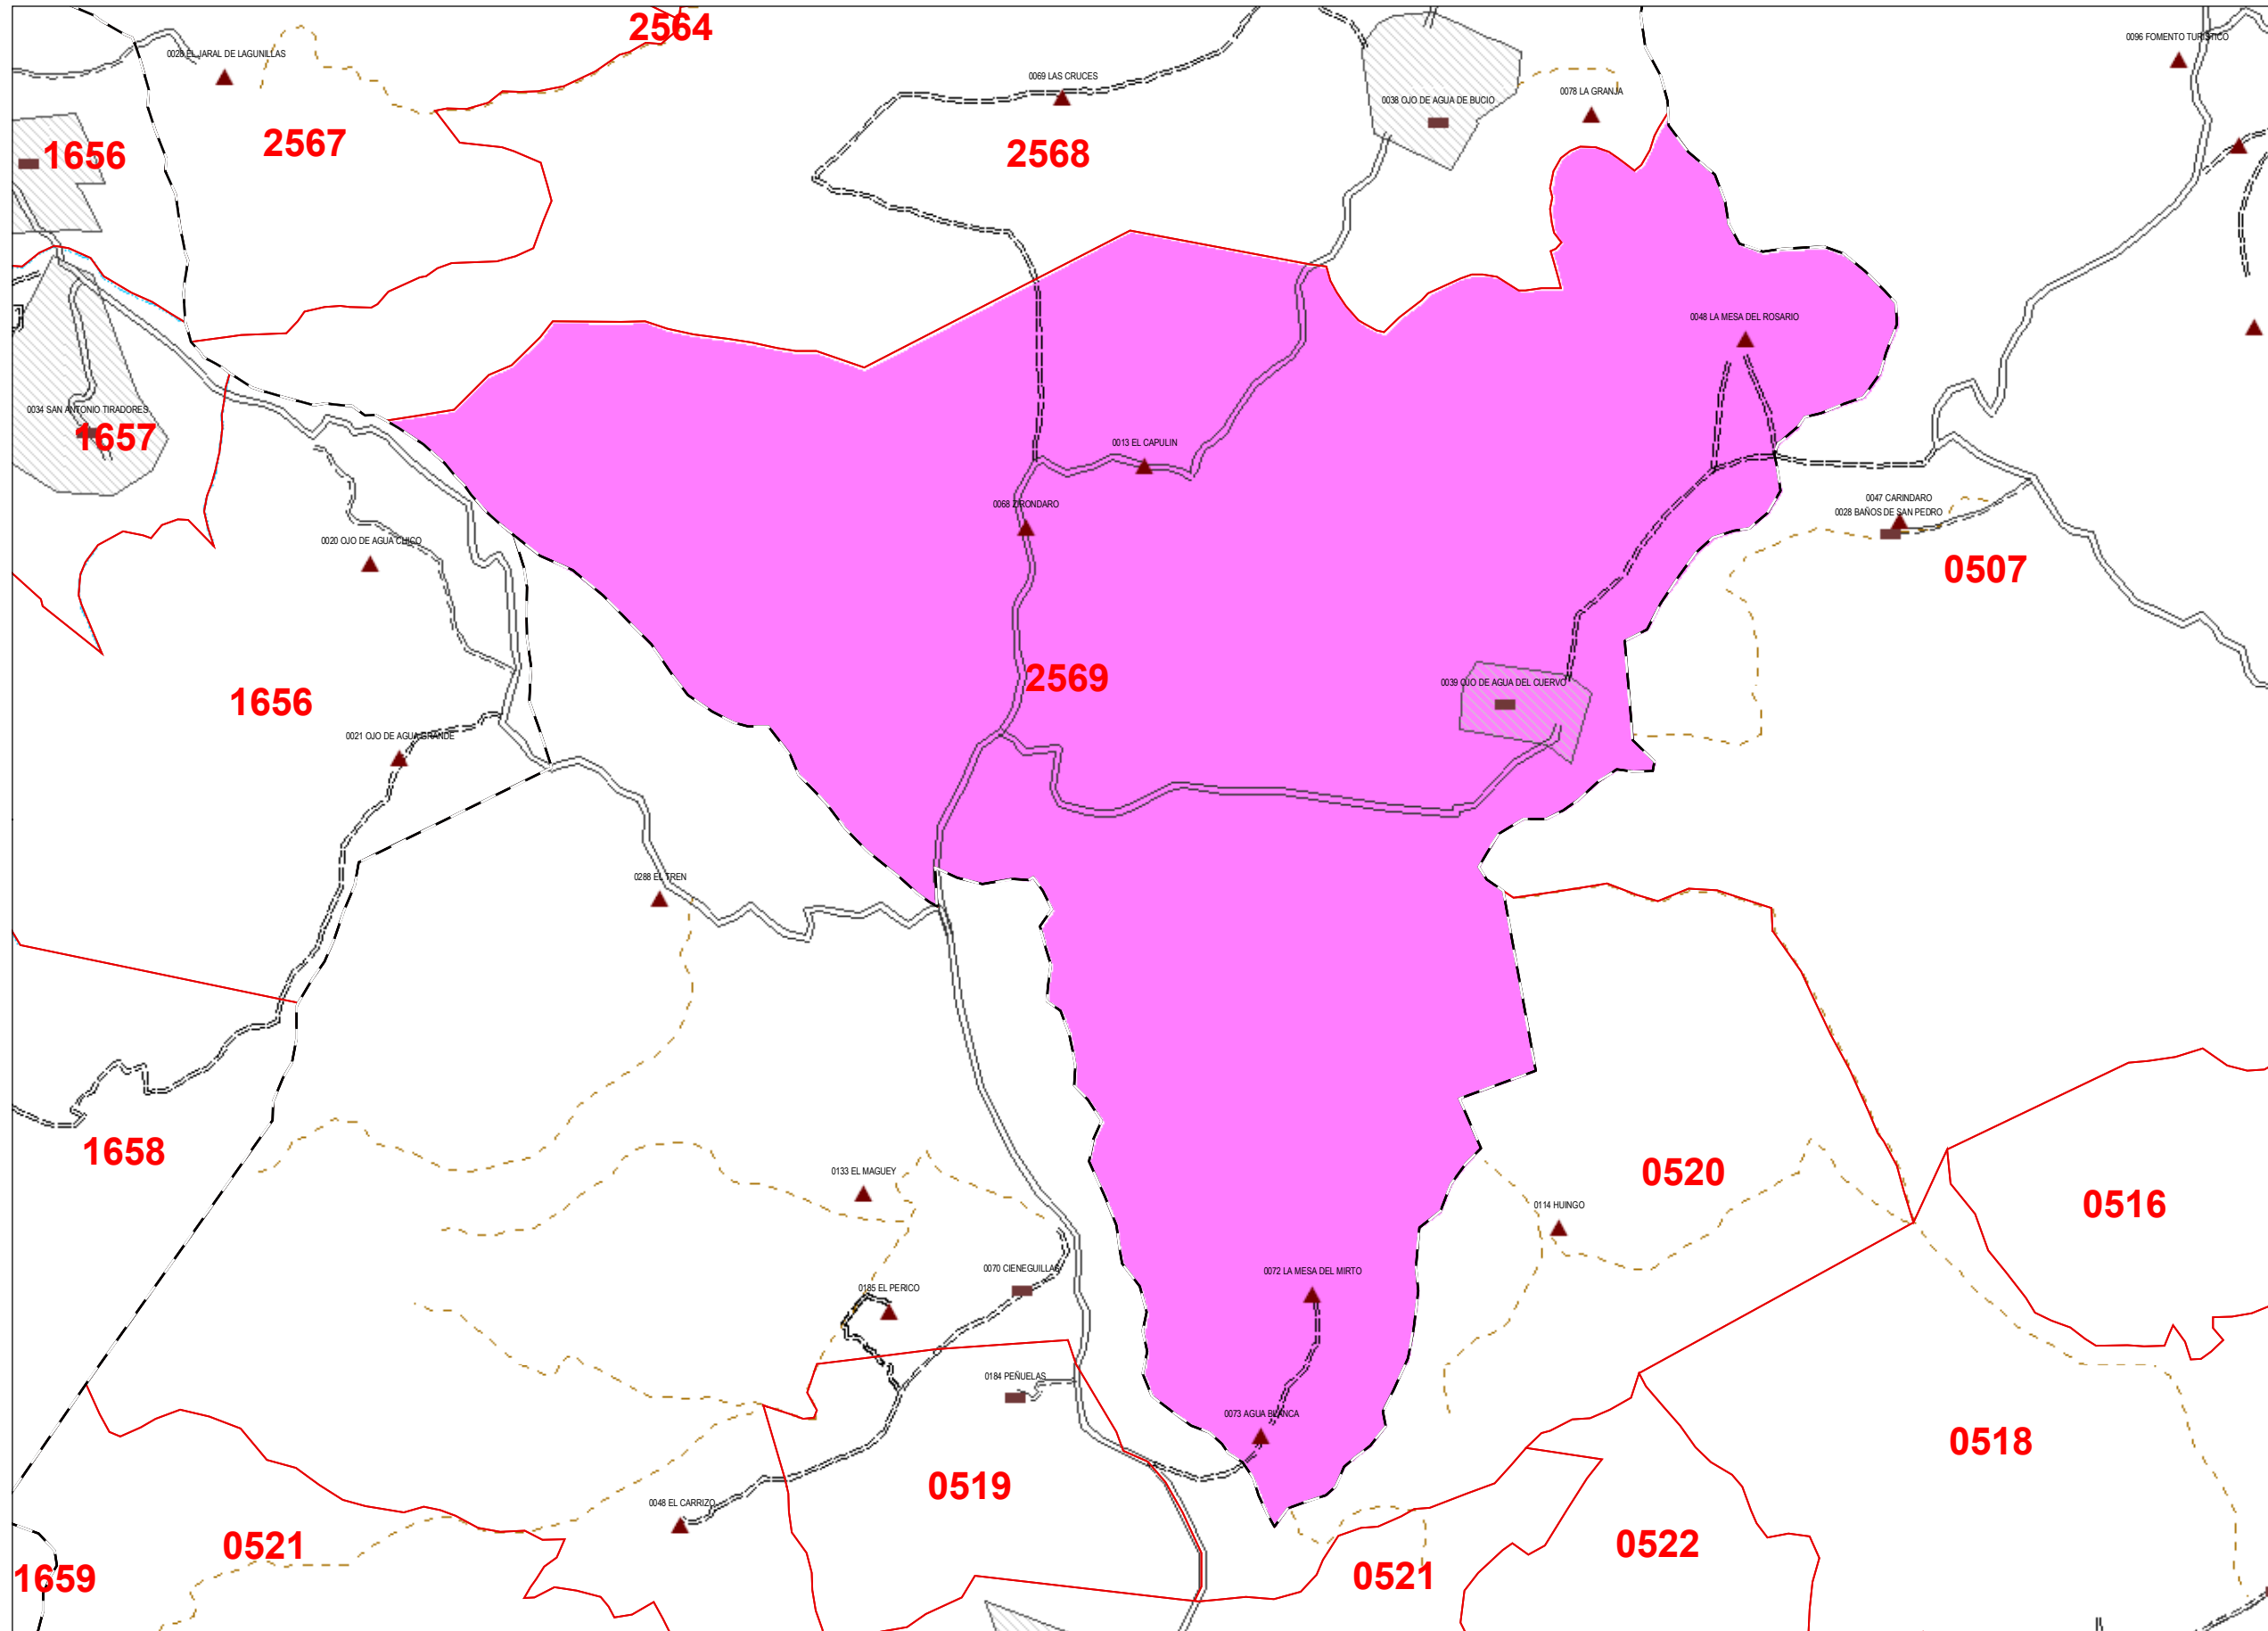 2564
0028 EL JARAL DE LAGUNILLAS
0096 FOMENTO TURISTICO
0069 LAS CRUCES
0078 LA GRANJA
0038 OJO DE AGUA DE BUCIO
2567
1656
2568
0048 LA MESA DEL ROSARIO
0034 SAN ANTONIO TIRADORES
1657
0013 EL CAPULIN
0068 ZIRONDARO
0047 CARINDARO
0028 BAÑOS DE SAN PEDRO
0020 OJO DE AGUA CHICO
0507
2569
0039 OJO DE AGUA DEL CUERVO
1656
0021 OJO DE AGUA GRANDE
0288 EL TREN
1658
0133 EL MAGUEY
0520
0516
0114 HUINGO
0070 CIENEGUILLAS
0072 LA MESA DEL MIRTO
0185 EL PERICO
0184 PEÑUELAS
0073 AGUA BLANCA
0518
0519
0048 EL CARRIZO
0521
0522
1659
0521